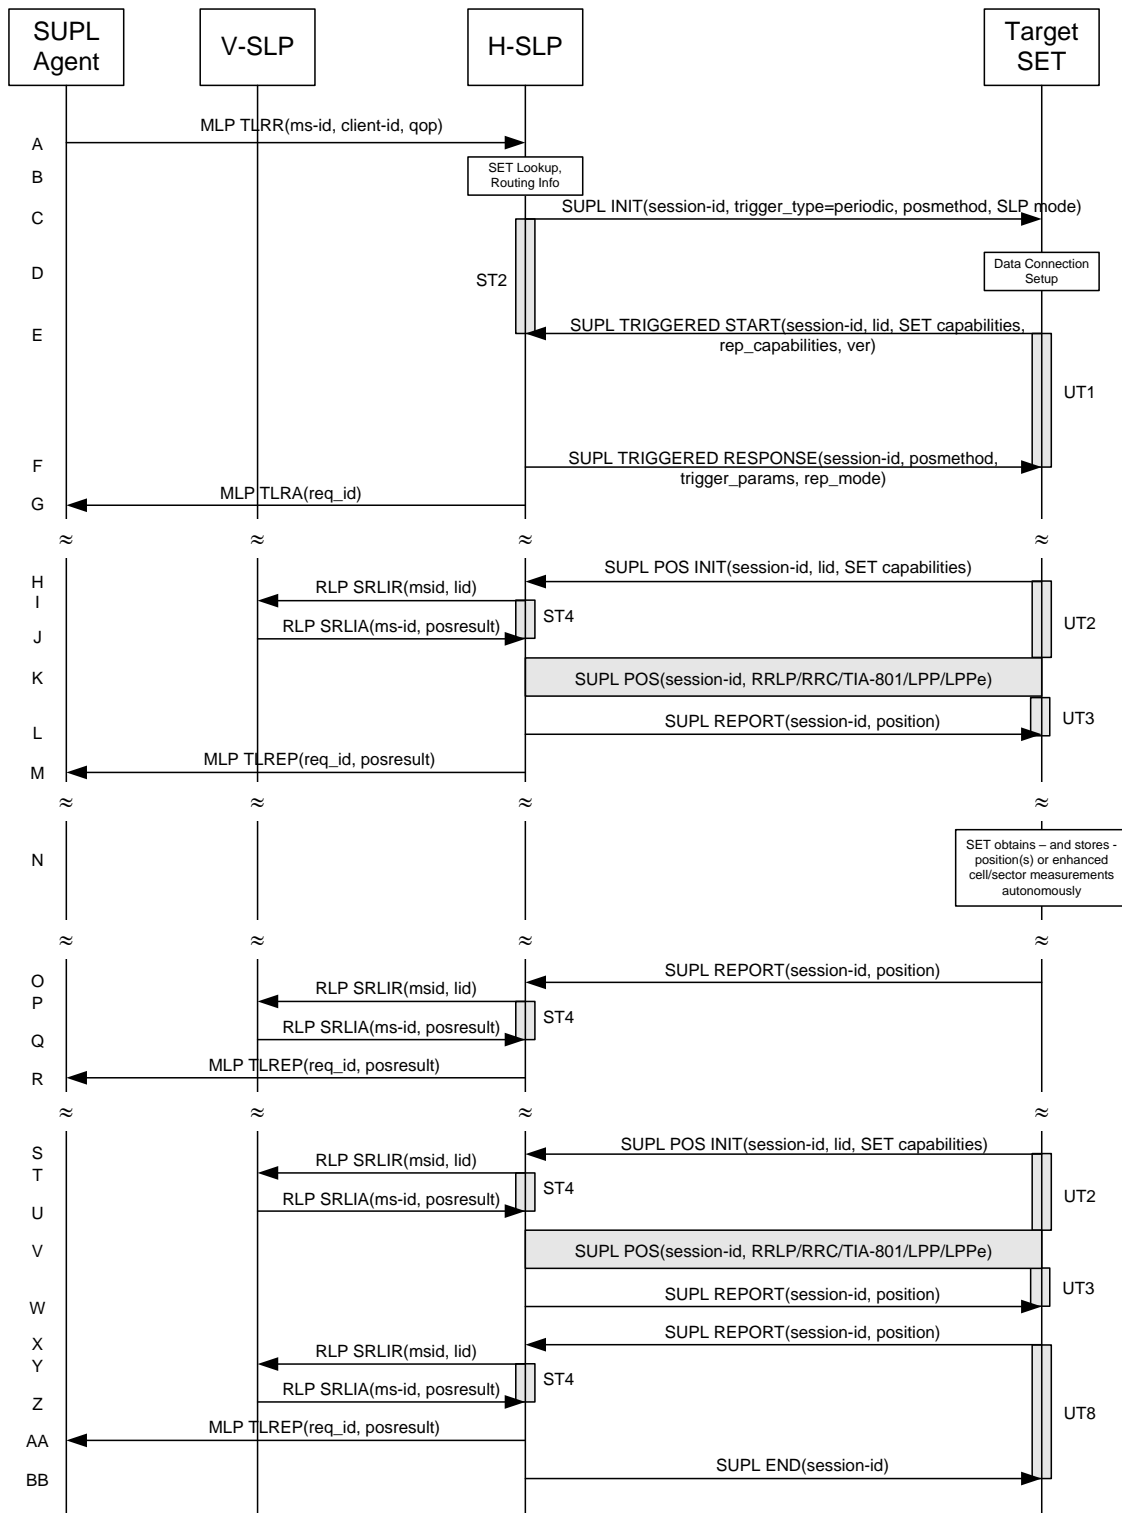 SUPL
Agent
V-SLP
H-SLP
Target
SET
MLP TLRR(ms-id, client-id, qop)
A
B
SET Lookup,
Routing Info
C
SUPL INIT(session-id, trigger_type=periodic, posmethod, SLP mode)
D
ST2
Data Connection
Setup
E
SUPL TRIGGERED START(session-id, lid, SET capabilities,
rep_capabilities, ver)
UT1
F
SUPL TRIGGERED RESPONSE(session-id, posmethod,
trigger_params, rep_mode)
G
MLP TLRA(req_id)
≈ ≈ ≈ ≈
H
SUPL POS INIT(session-id, lid, SET capabilities)
I
RLP SRLIR(msid, lid)
ST4
UT2
J
RLP SRLIA(ms-id, posresult)
K
SUPL POS(session-id, RRLP/RRC/TIA-801/LPP/LPPe)
UT3
L
SUPL REPORT(session-id, position)
M
MLP TLREP(req_id, posresult)
≈ ≈ ≈ ≈
N
SET obtains – and stores -
position(s) or enhanced
cell/sector measurements
autonomously
≈ ≈ ≈ ≈
O
SUPL REPORT(session-id, position)
P
RLP SRLIR(msid, lid)
ST4
Q
RLP SRLIA(ms-id, posresult)
R
MLP TLREP(req_id, posresult)
≈ ≈ ≈ ≈
S
SUPL POS INIT(session-id, lid, SET capabilities)
T
RLP SRLIR(msid, lid)
ST4
UT2
U
RLP SRLIA(ms-id, posresult)
V
SUPL POS(session-id, RRLP/RRC/TIA-801/LPP/LPPe)
UT3
W
SUPL REPORT(session-id, position)
X
SUPL REPORT(session-id, position)
Y
RLP SRLIR(msid, lid)
ST4
Z
RLP SRLIA(ms-id, posresult)
UT8
AA
MLP TLREP(req_id, posresult)
BB
SUPL END(session-id)